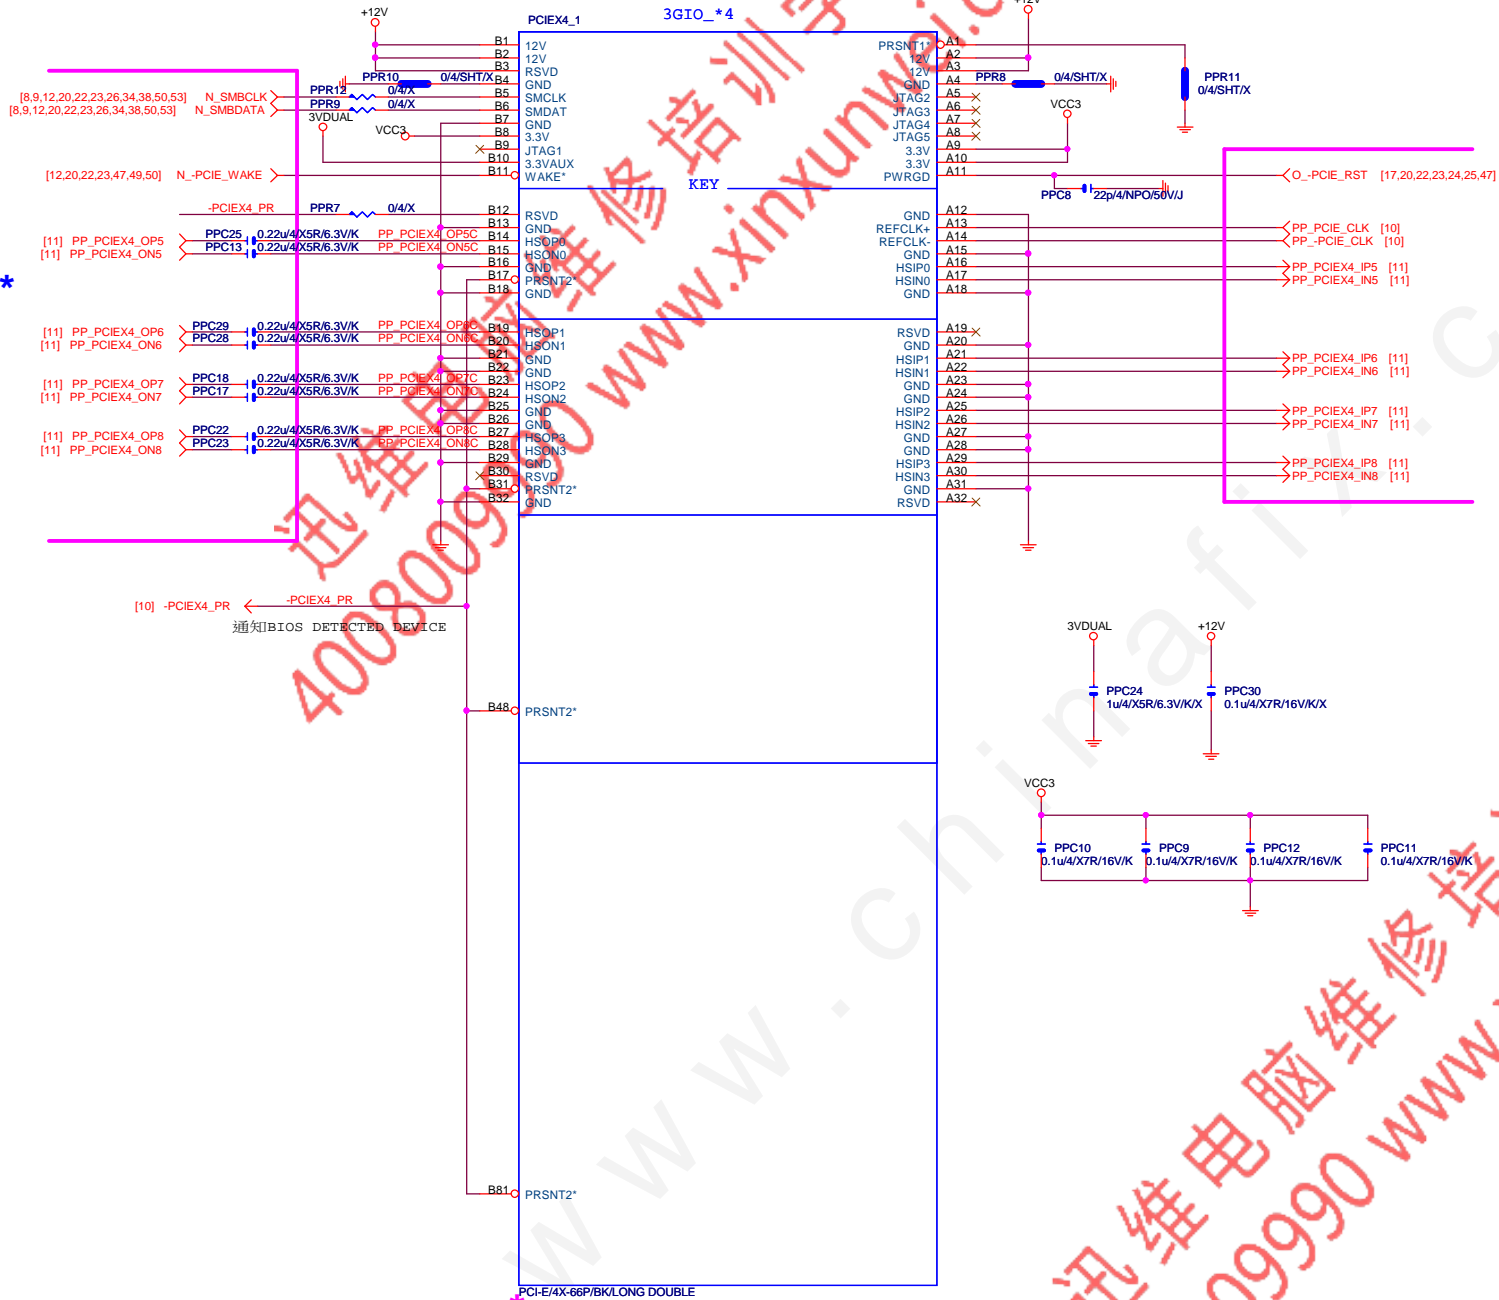 +12V
PCIEX4_1
3GIO_*4
+12V
B1 12V PRSNT1* A1
B2 12V 12V A2
B3 RSVD 12V A3
PPR10 0/4/SHT/X B4 GND GND A4 PPR8 0/4/SHT/X
PPR11
0/4/SHT/X
[8,9,12,20,22,23,26,34,38,50,53] N_SMBCLK PPR12 0/4/X B5 SMCLK JTAG2 A5
[8,9,12,20,22,23,26,34,38,50,53] N_SMBDATA PPR9 0/4/X B6 SMDAT JTAG3 A6
3VDUAL B7 GND JTAG4 A7 VCC3
VCC3 B8 3.3V JTAG5 A8
B9 JTAG1 3.3V A9
B10 3.3VAUX 3.3V A10
[12,20,22,23,47,49,50] N_-PCIE_WAKE B11 WAKE* PWRGD A11 O_-PCIE_RST [17,20,22,23,24,25,47]
KEY
PPC8 22p/4/NPO/50V/J
-PCIEX4_PR PPR7 0/4/X B12 RSVD GND A12
B13 GND REFCLK+ A13 PP_PCIE_CLK [10]
[11] PP_PCIEX4_OP5 PPC25 0.22u/4/X5R/6.3V/K PP_PCIEX4_OP5C B14 HSOP0 REFCLK- A14 PP_-PCIE_CLK [10]
[11] PP_PCIEX4_ON5 PPC13 0.22u/4/X5R/6.3V/K PP_PCIEX4_ON5C B15 HSON0 GND A15
B16 GND HSIP0 A16 PP_PCIEX4_IP5 [11]
*
B17 PRSNT2* HSIN0 A17 PP_PCIEX4_IN5 [11]
B18 GND GND A18
[11] PP_PCIEX4_OP6 PPC29 0.22u/4/X5R/6.3V/K PP_PCIEX4_OP6C B19 HSOP1 RSVD A19
[11] PP_PCIEX4_ON6 PPC28 0.22u/4/X5R/6.3V/K PP_PCIEX4_ON6C B20 HSON1 GND A20
B21 GND HSIP1 A21 PP_PCIEX4_IP6 [11]
B22 GND HSIN1 A22 PP_PCIEX4_IN6 [11]
[11] PP_PCIEX4_OP7 PPC18 0.22u/4/X5R/6.3V/K PP_PCIEX4_OP7C B23 HSOP2 GND A23
[11] PP_PCIEX4_ON7 PPC17 0.22u/4/X5R/6.3V/K PP_PCIEX4_ON7C B24 HSON2 GND A24
B25 GND HSIP2 A25 PP_PCIEX4_IP7 [11]
B26 GND HSIN2 A26 PP_PCIEX4_IN7 [11]
[11] PP_PCIEX4_OP8 PPC22 0.22u/4/X5R/6.3V/K PP_PCIEX4_OP8C B27 HSOP3 GND A27
[11] PP_PCIEX4_ON8 PPC23 0.22u/4/X5R/6.3V/K PP_PCIEX4_ON8C B28 HSON3 GND A28
B29 GND HSIP3 A29 PP_PCIEX4_IP8 [11]
B30 RSVD HSIN3 A30 PP_PCIEX4_IN8 [11]
B31 PRSNT2* GND A31
B32 GND RSVD A32
[10] -PCIEX4_PR -PCIEX4_PR
通知BIOS DETECTED DEVICE
3VDUAL +12V
PPC24 PPC30
1u/4/X5R/6.3V/K/X 0.1u/4/X7R/16V/K/X
B48 PRSNT2*
VCC3
PPC10 PPC9 PPC12 PPC11
0.1u/4/X7R/16V/K 0.1u/4/X7R/16V/K 0.1u/4/X7R/16V/K 0.1u/4/X7R/16V/K
B81 PRSNT2*
PCI-E/4X-66P/BK/LONG DOUBLE
*
迅维电脑维修培训学
4008009990 www.xinxunwei.c
www.chinafix.c
迅维电脑维修培
09990 www.